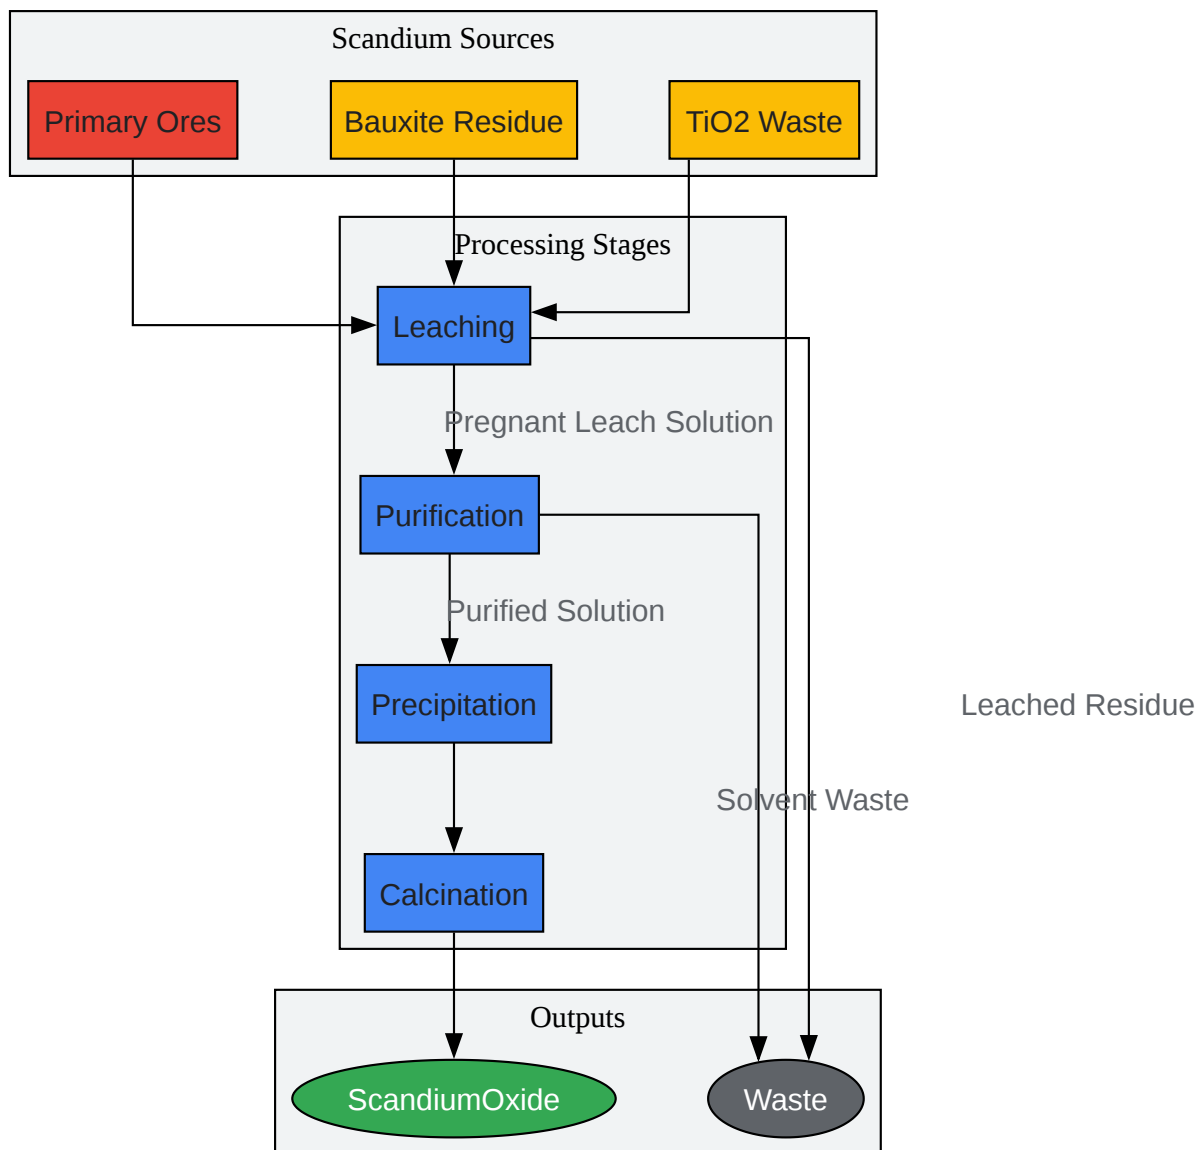 Scandium Sources
Primary Ores
Bauxite Residue
TiO2 Waste
Processing Stages
Leaching
Pregnant Leach Solution
Purification
Purified Solution
Precipitation
Leached Residue
Solvent Waste
Calcination
Outputs
ScandiumOxide
Waste